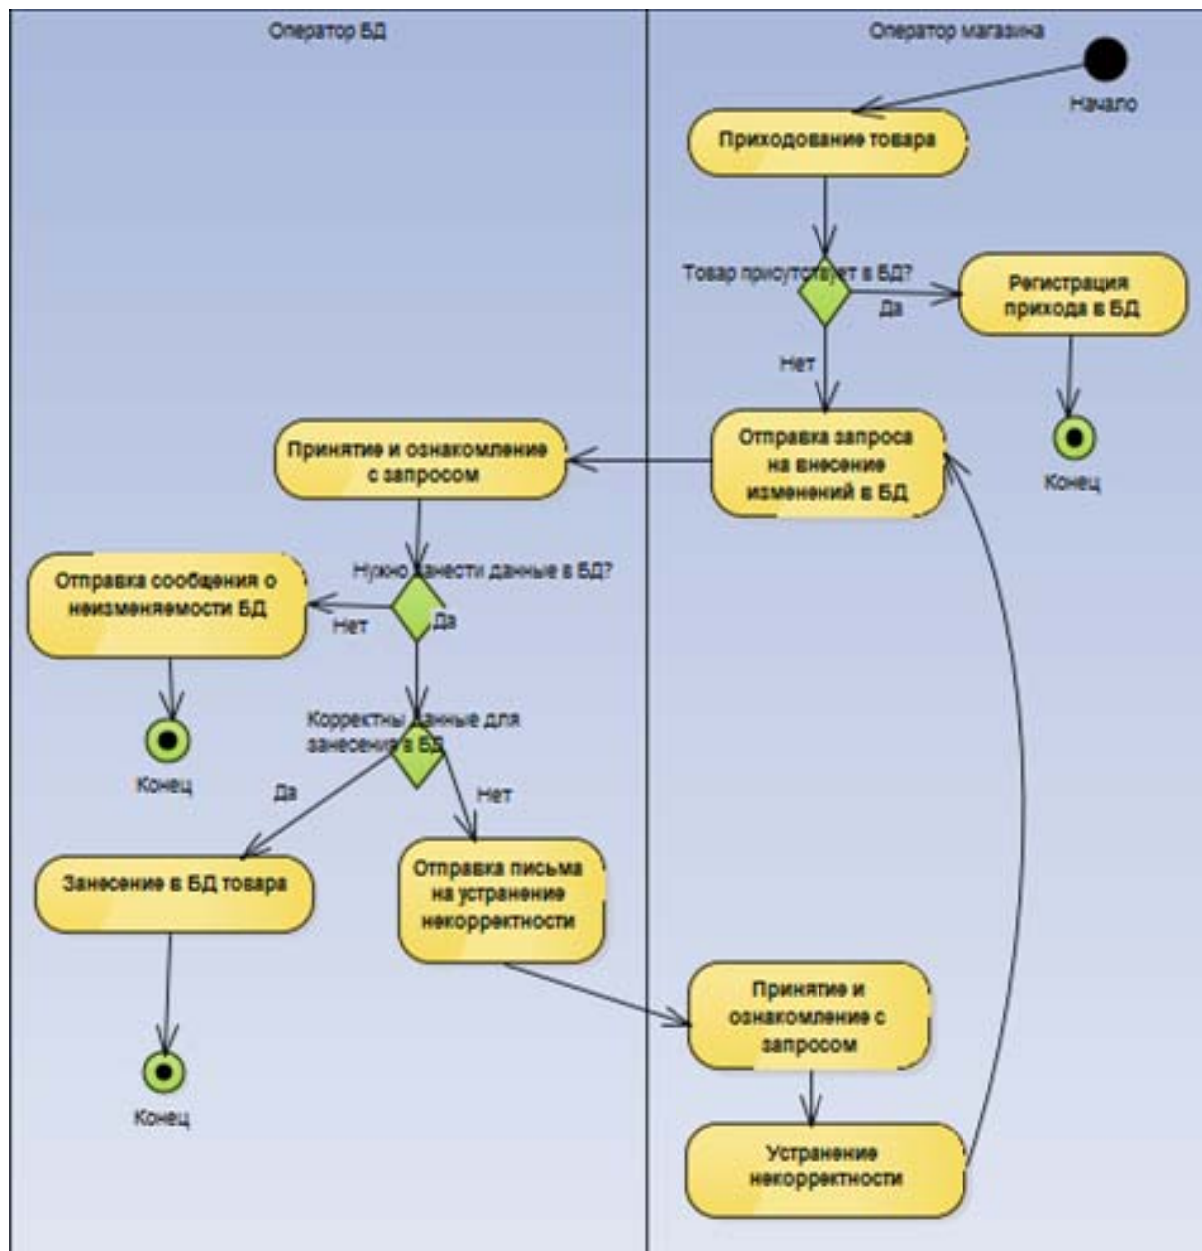 Оператор БД
Оператор магазина
Начало
Приходование товара
Товар присутствует в БД?
Да
Регистрация
прихода в БД
Нет
Конец
Отправка запроса
на внесение
изменений в БД
Принятие и ознакомление
с запросом
Нужно занести данные в БД?
Отправка сообщения о
неизменяемости БД
Нет
Да
Корректны данные для
занесения в БД
Конец
Да
Нет
Занесение в БД товара
Отправка письма
на устранение
некорректности
Принятие и
ознакомление с
запросом
Конец
Устранение
некорректности